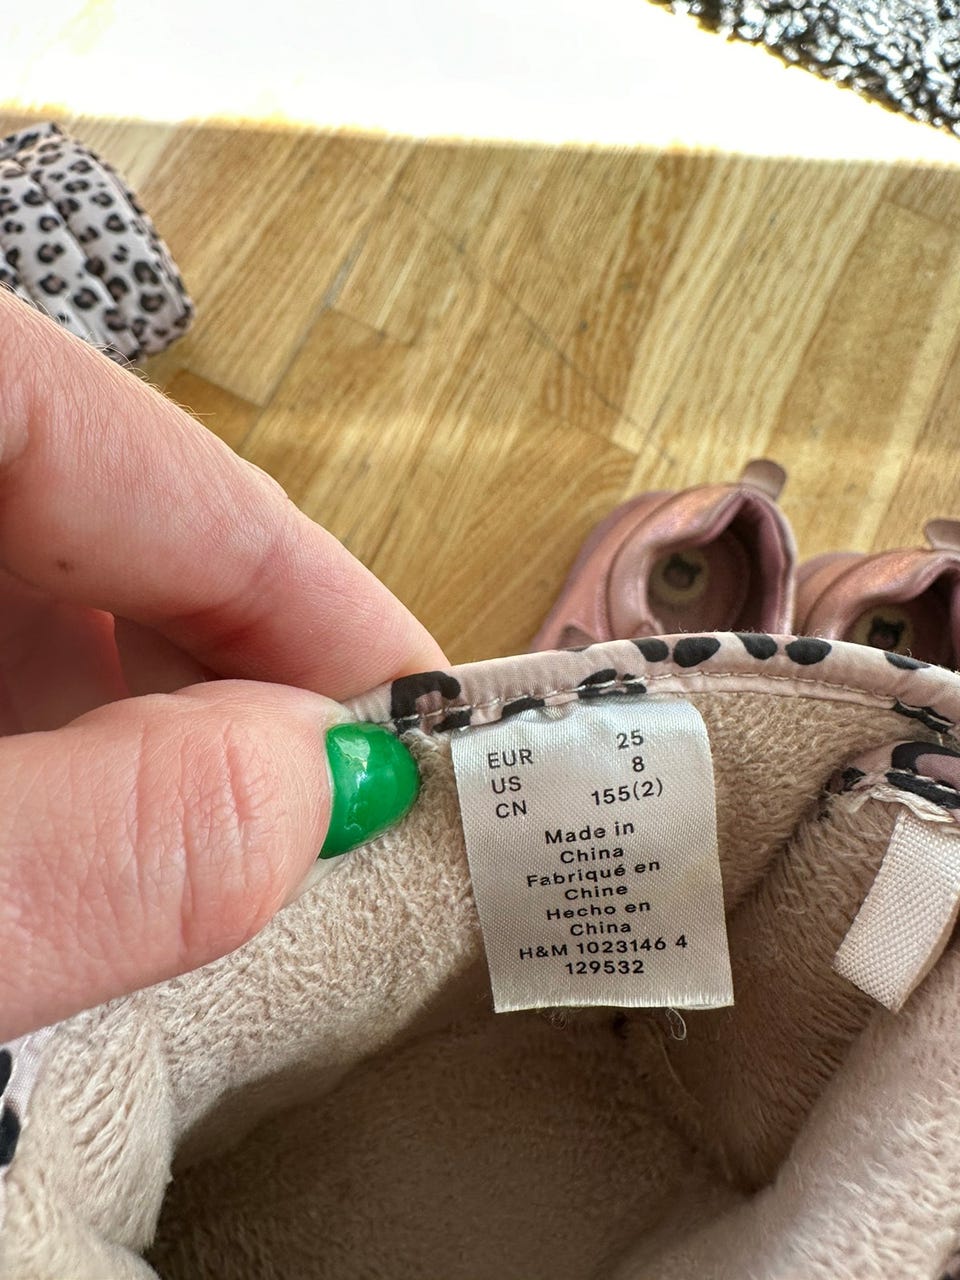 EUR 25
US 8
CN 155(2)
Made in
China
Fabriqué en
Chine
Hecho en
China
H&M 1023146 4
129532